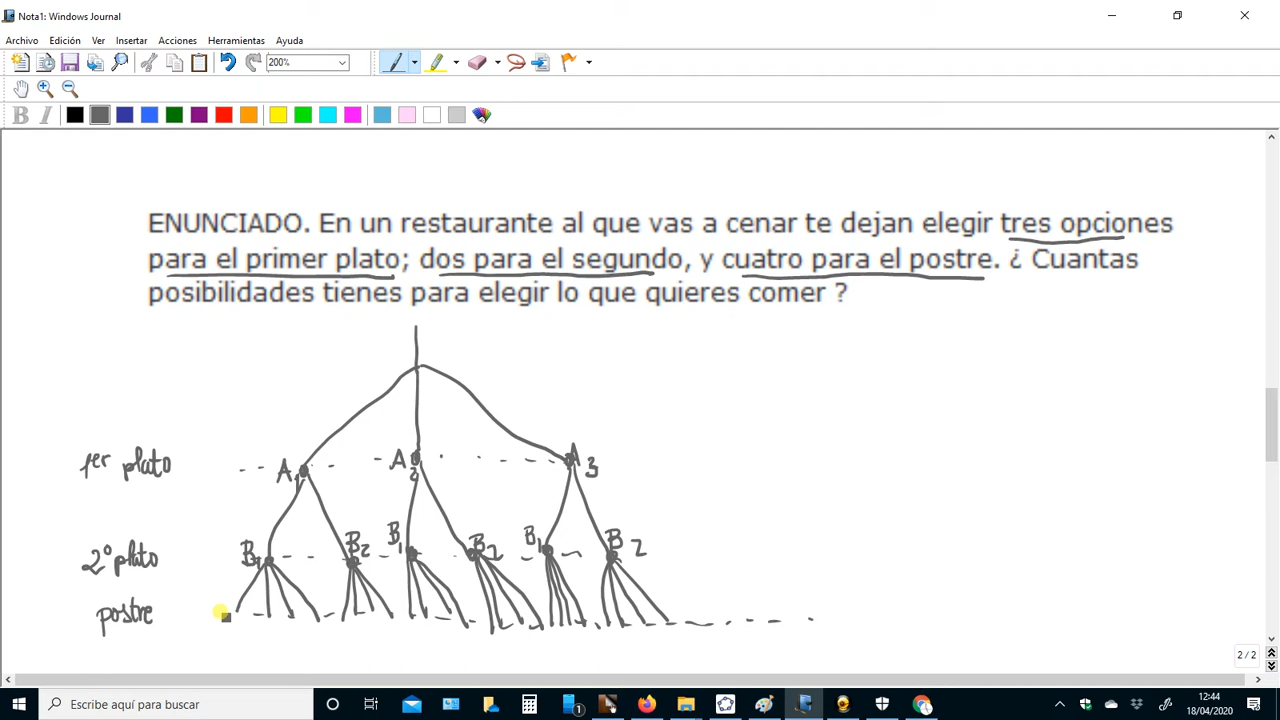 Nota1: Windows Journal
Archivo Edición Ver Insertar Acciones Herramientas Ayuda
200%
B I
ENUNCIADO. En un restaurante al que vas a cenar te dejan elegir tres opciones
para el primer plato; dos para el segundo, y cuatro para el postre. ¿ Cuantas
posibilidades tienes para elegir lo que quieres comer ?
1er plato A1 A2 A3
2º plato B1 B2 B1 B2 B1 B2
postre
2 / 2
Escribe aquí para buscar
1
12:44
18/04/2020